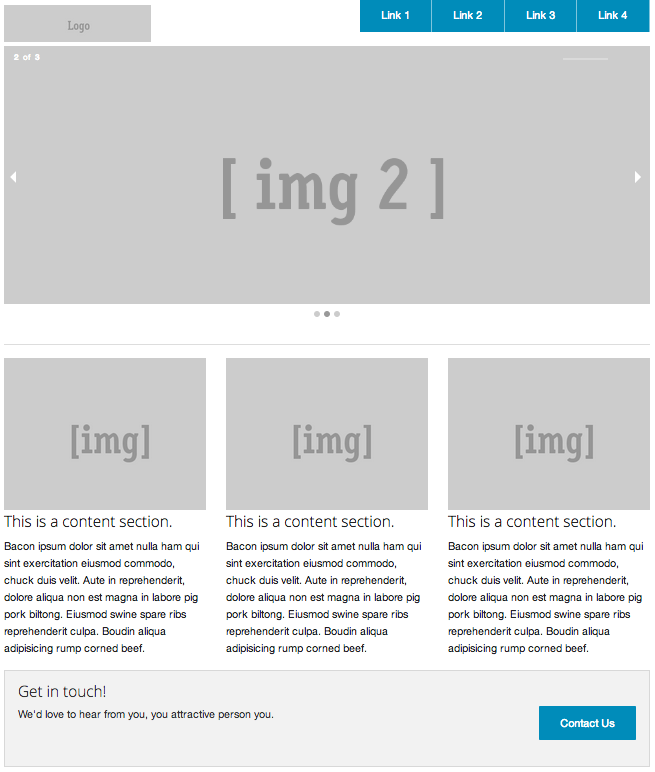 Logo
Link 1
Link 2
Link 3
Link 4
2 of 3
[ img 2 ]
[img]
[img]
[img]
This is a content section.
Bacon ipsum dolor sit amet nulla ham qui
sint exercitation eiusmod commodo,
chuck duis velit. Aute in reprehenderit,
dolore aliqua non est magna in labore pig
pork biltong. Eiusmod swine spare ribs
reprehenderit culpa. Boudin aliqua
adipisicing rump corned beef.
This is a content section.
Bacon ipsum dolor sit amet nulla ham qui
sint exercitation eiusmod commodo,
chuck duis velit. Aute in reprehenderit,
dolore aliqua non est magna in labore pig
pork biltong. Eiusmod swine spare ribs
reprehenderit culpa. Boudin aliqua
adipisicing rump corned beef.
This is a content section.
Bacon ipsum dolor sit amet nulla ham qui
sint exercitation eiusmod commodo,
chuck duis velit. Aute in reprehenderit,
dolore aliqua non est magna in labore pig
pork biltong. Eiusmod swine spare ribs
reprehenderit culpa. Boudin aliqua
adipisicing rump corned beef.
Get in touch!
We'd love to hear from you, you attractive person you.
Contact Us